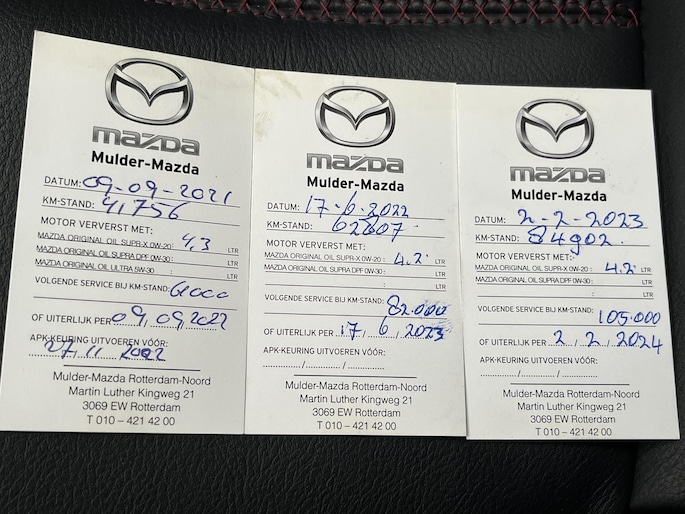 mazda
Mulder-Mazda
DATUM: 09-09-2021
KM-STAND: 41,756
MOTOR VERVERST MET:
MAZDA ORIGINAL OIL SUPR-X 0W-20: 4,3 LTR
MAZDA ORIGINAL OIL SUPRA DPF 0W-30: LTR
MAZDA ORIGINAL OIL ULTRA 5W-30 : LTR
VOLGENDE SERVICE BIJ KM-STAND:
OF UITERLIJK PER 09, 09, 2022
APK-KEURING UITVOEREN VÓÓR:
07, 11, 2022
Mulder-Mazda Rotterdam-Noord
Martin Luther Kingweg 21
3069 EW Rotterdam
T 010 – 421 42 00
mazda
Mulder-Mazda
DATUM: 17-6-2022
KM-STAND: 62807
MOTOR VERVERST MET:
MAZDA ORIGINAL OIL SUPR-X 0W-20 : 4.2 LTR
MAZDA ORIGINAL OIL SUPRA DPF 0W-30 : LTR
VOLGENDE SERVICE BIJ KM-STAND: 82.000
OF UITERLIJK PER 17, 6, 2023
APK-KEURING UITVOEREN VÓÓR:
Mulder-Mazda Rotterdam-Noord
Martin Luther Kingweg 21
3069 EW Rotterdam
T 010 – 421 42 00
mazda
Mulder-Mazda
DATUM: 2-2-2023
KM-STAND: 84902.
MOTOR VERVERST MET:
MAZDA ORIGINAL OIL SUPR-X 0W-20 : 4.2 LTR
MAZDA ORIGINAL OIL SUPRA DPF 0W-30 : LTR
VOLGENDE SERVICE BIJ KM-STAND:
105.000
OF UITERLIJK PER 2, 2, 2024
APK-KEURING UITVOEREN VÓÓR:
Mulder-Mazda Rotterdam-Noord
Martin Luther Kingweg 21
3069 EW Rotterdam
T 010 – 421 42 00